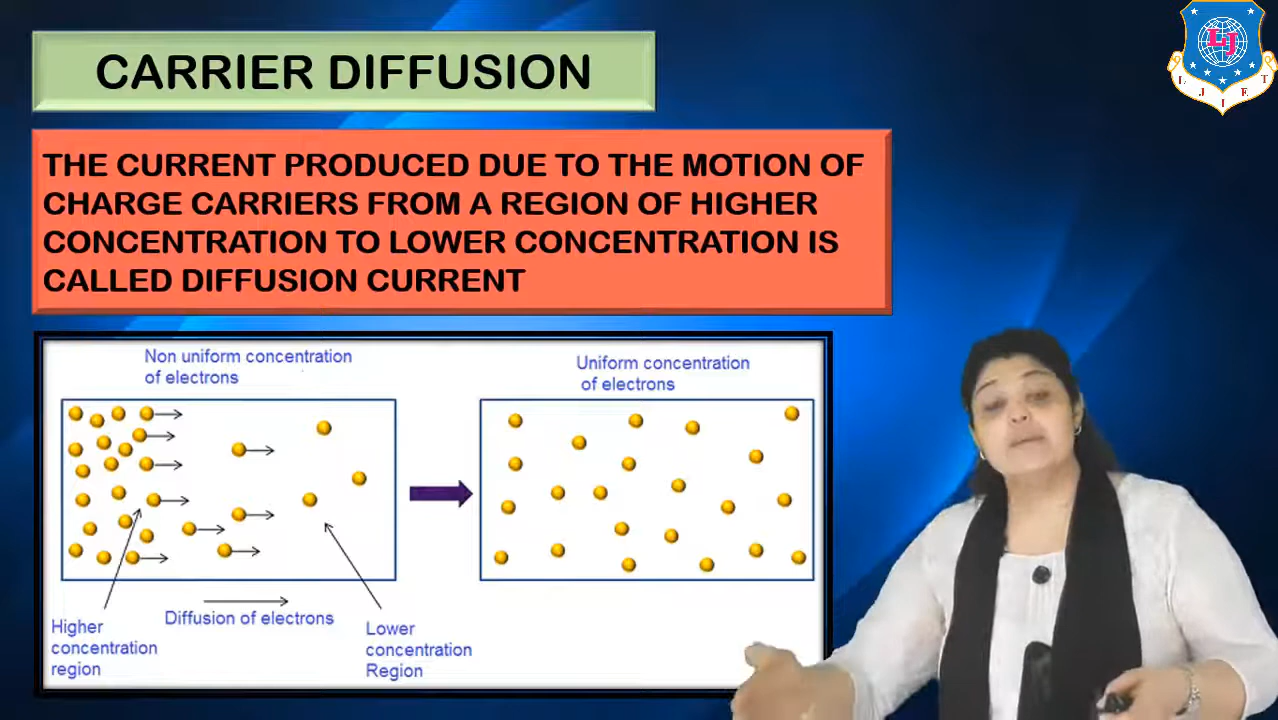 CARRIER DIFFUSION
THE CURRENT PRODUCED DUE TO THE MOTION OF
CHARGE CARRIERS FROM A REGION OF HIGHER
CONCENTRATION TO LOWER CONCENTRATION IS
CALLED DIFFUSION CURRENT
Non uniform concentration
of electrons
Uniform concentration
of electrons
Diffusion of electrons
Higher
concentration
region
Lower
concentration
Region
LJ
L J I E T